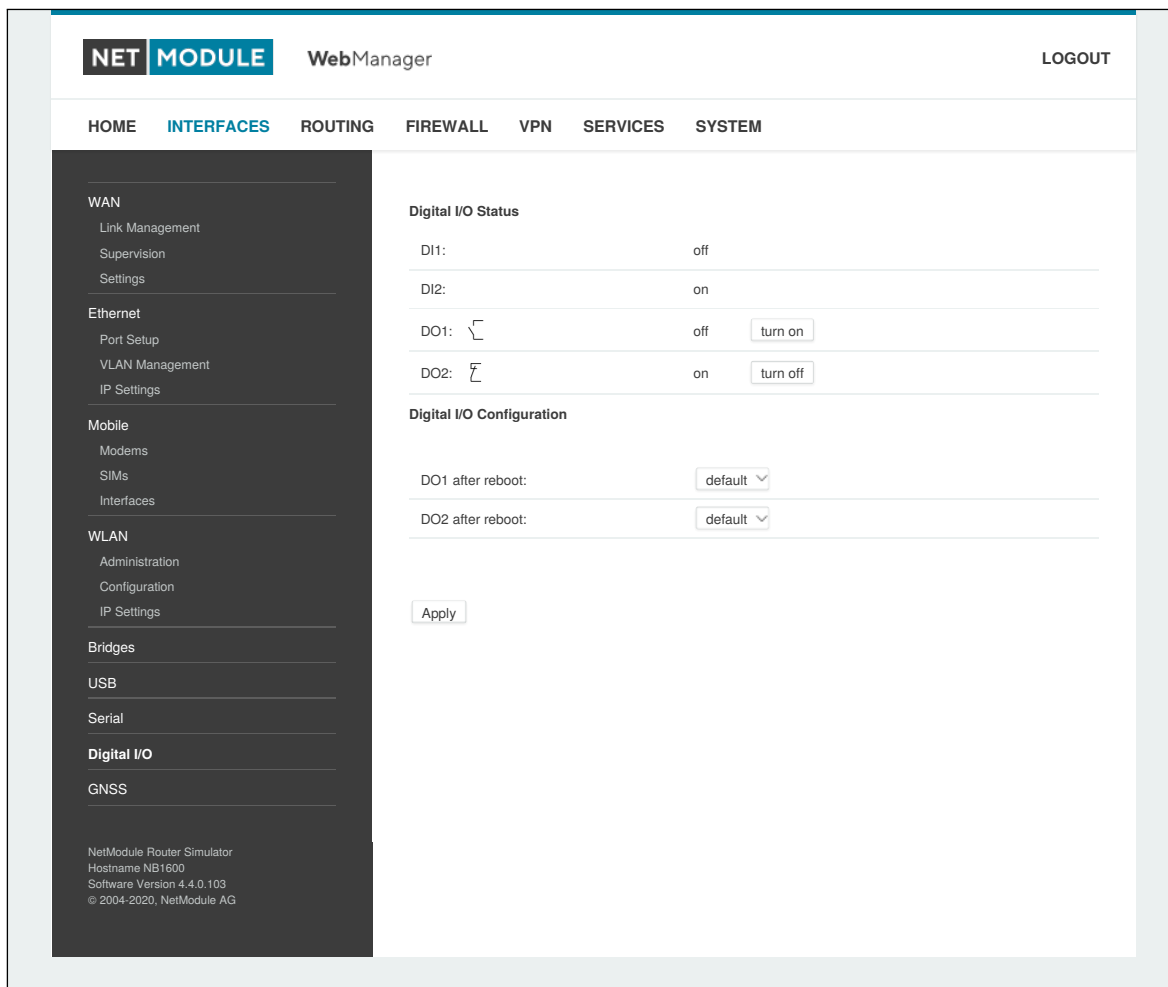 NET MODULE WebManager LOGOUT
HOME INTERFACES ROUTING FIREWALL VPN SERVICES SYSTEM
WAN
Link Management
Supervision
Settings
Ethernet
Port Setup
VLAN Management
IP Settings
Mobile
Modems
SIMs
Interfaces
WLAN
Administration
Configuration
IP Settings
Bridges
USB
Serial
Digital I/O
GNSS
NetModule Router Simulator
Hostname NB1600
Software Version 4.4.0.103
© 2004-2020, NetModule AG
Digital I/O Status
DI1: off
DI2: on
DO1: off turn on
DO2: on turn off
Digital I/O Configuration
DO1 after reboot: default
DO2 after reboot: default
Apply